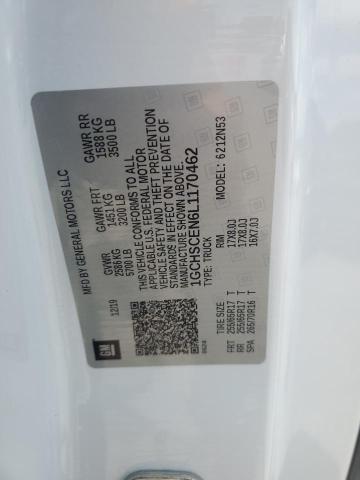 MFD BY GENERAL MOTORS LLC
12/19
GM
GVWR
2586 KG
5700 LB
GAWR FRT
1451 KG
3200 LB
GAWR RR
1588 KG
3500 LB
THIS VEHICLE CONFORMS TO ALL
APPLICABLE U.S. FEDERAL MOTOR
VEHICLE SAFETY AND THEFT PREVENTION
STANDARDS IN EFFECT ON THE DATE OF
MANUFACTURE SHOWN ABOVE.
1GCHSCEN6L1170462
TYPE: TRUCK
MODEL: 6212N53
TIRE SIZE RIM
FRT 255/65R17 T 17X8.0J
RR 255/65R17 T 17X8.0J
SPA 265/70R16 T 16X7.0J